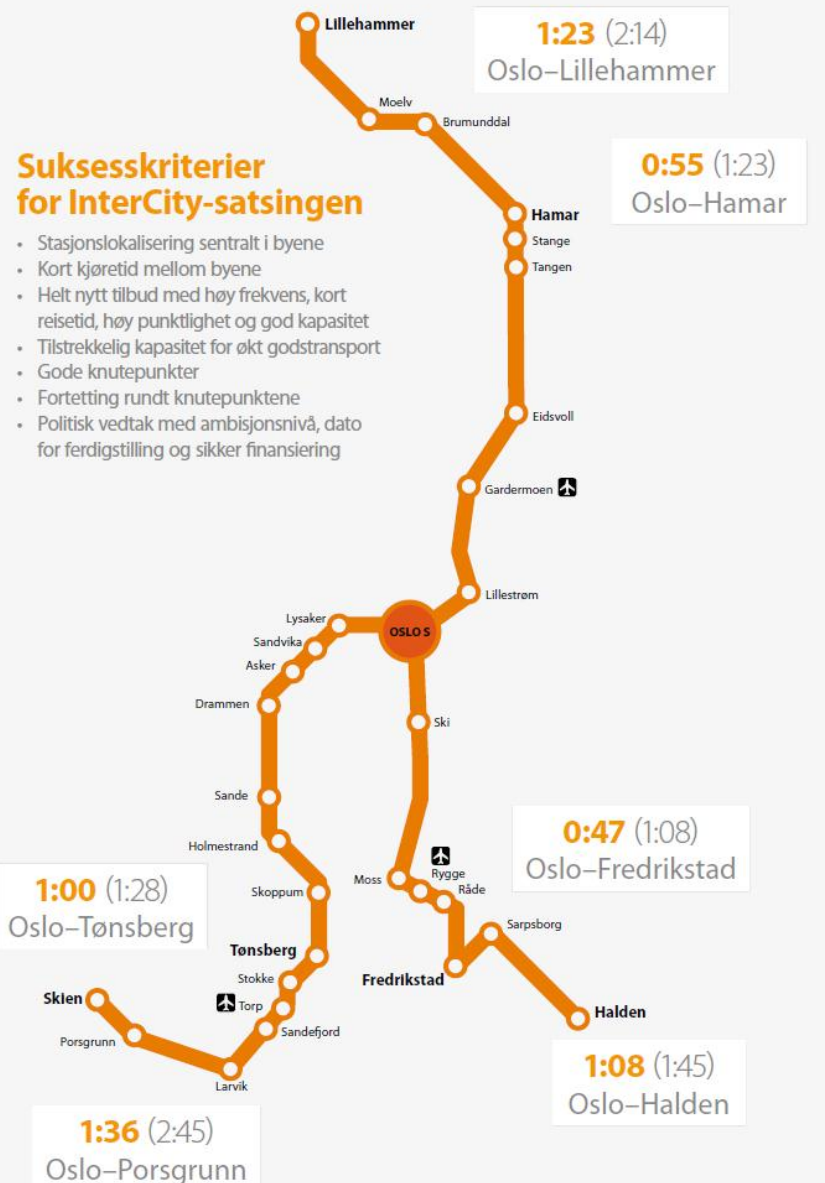 Lillehammer
1:23 (2:14)
Oslo–Lillehammer
Moelv
Brumunddal
Suksesskriterier
for InterCity-satsingen
• Stasjonslokalisering sentralt i byene
• Kort kjøretid mellom byene
• Helt nytt tilbud med høy frekvens, kort
reisetid, høy punktlighet og god kapasitet
• Tilstrekkelig kapasitet for økt godstransport
• Gode knutepunkter
• Fortetting rundt knutepunktene
• Politisk vedtak med ambisjonsnivå, dato
for ferdigstilling og sikker finansiering
0:55 (1:23)
Oslo–Hamar
Hamar
Stange
Tangen
Eidsvoll
Gardermoen
Lillestrøm
OSLO S
Lysaker
Sandvika
Asker
Drammen
Sande
Holmestrand
Skoppum
Tønsberg
Stokke
Torp
Sandefjord
Larvik
Porsgrunn
Skien
1:00 (1:28)
Oslo–Tønsberg
1:36 (2:45)
Oslo–Porsgrunn
Ski
Moss
Rygge
Råde
Fredrikstad
Sarpsborg
Halden
0:47 (1:08)
Oslo–Fredrikstad
1:08 (1:45)
Oslo–Halden